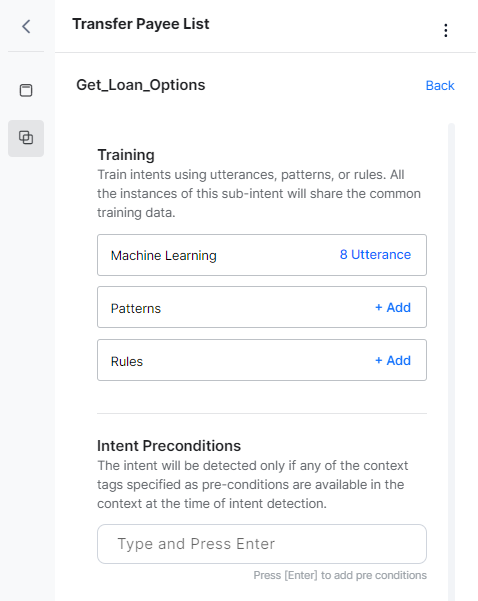 Transfer Payee List
Get_Loan_Options
Back
Training
Train intents using utterances, patterns, or rules. All
the instances of this sub-intent will share the common
training data.
Machine Learning
8 Utterance
Patterns
+ Add
Rules
+ Add
Intent Preconditions
The intent will be detected only if any of the context
tags specified as pre-conditions are available in the
context at the time of intent detection.
Type and Press Enter
Press [Enter] to add pre conditions